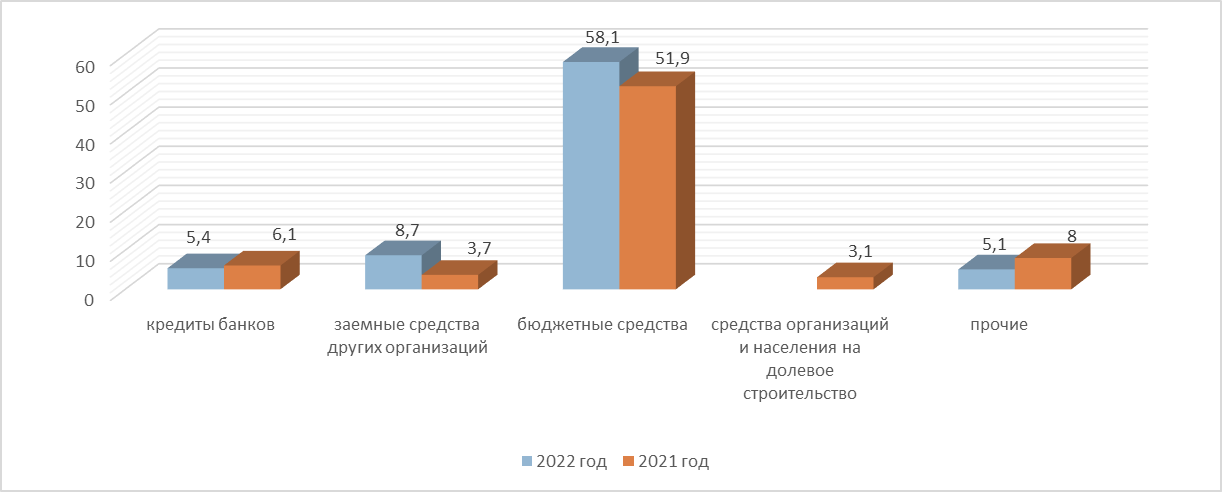 58,1
51,9
60
50
40
30
20
10
0
5,4
6,1
8,7
3,7
3,1
5,1
8
кредиты банков
заемные средства
других организаций
бюджетные средства
средства организаций
и населения на
долевое
строительство
прочие
2022 год
2021 год